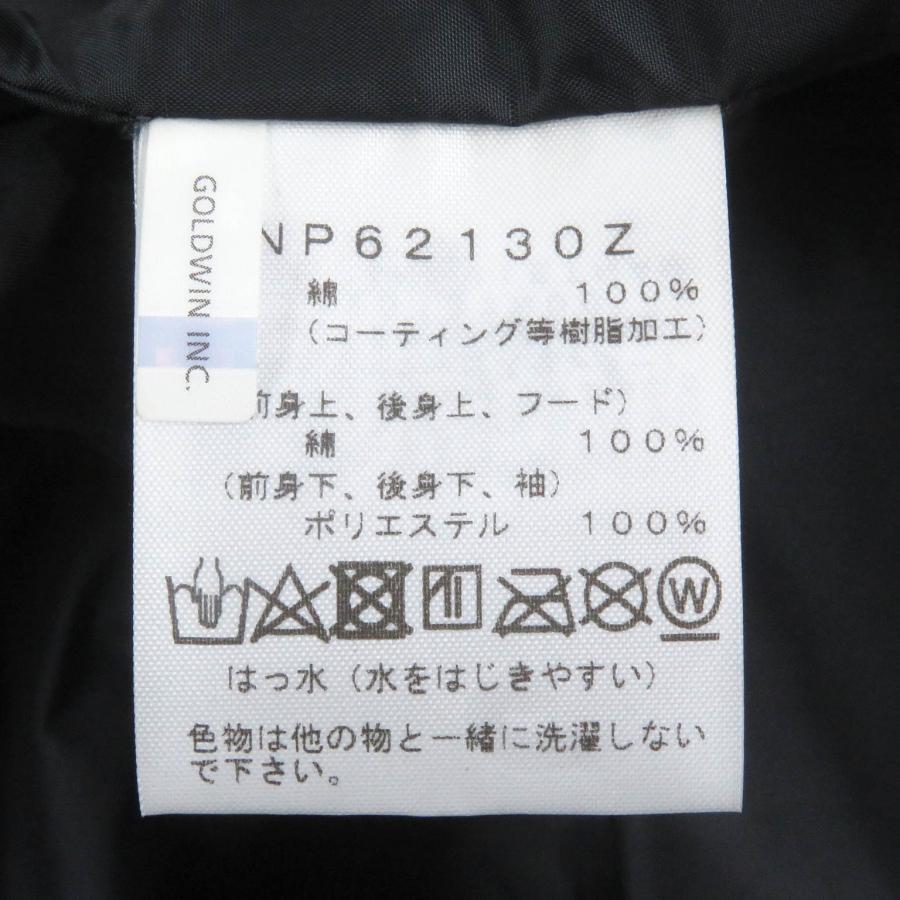 GOLDWIN INC.
NP62130Z
綿 100%
(コーティング等樹脂加工)
前身上、後身上、フード)
綿 100%
(前身下、後身下、袖)
ポリエステル 100%
W
はっ水(水をはじきやすい)
色物は他の物と一緒に洗濯しない
で下さい。